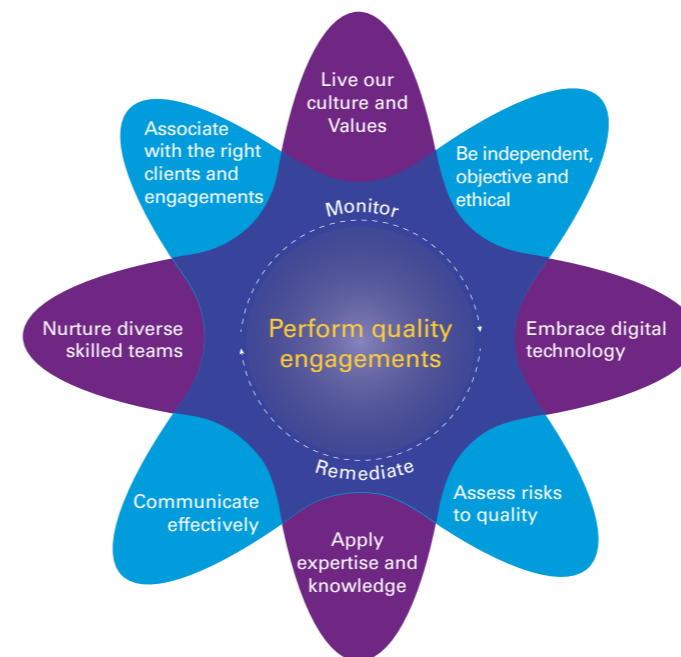 Live our
culture and
Values
Be independent,
objective and
ethical
Embrace digital
technology
Assess risks
to quality
Apply
expertise and
knowledge
Communicate
effectively
Nurture diverse
skilled teams
Associate
with the right
clients and
engagements
Monitor
Perform quality
engagements
Remediate